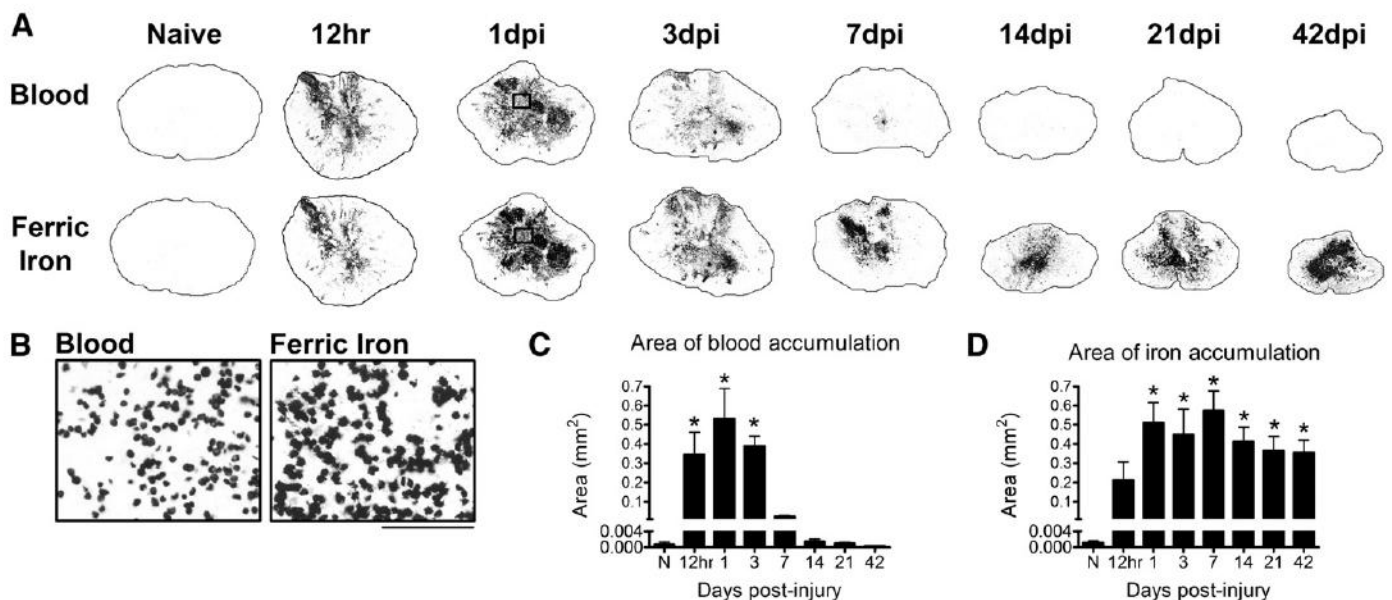 A
Naive 12hr 1dpi 3dpi 7dpi 14dpi 21dpi 42dpi
Blood
Ferric
Iron
B Blood Ferric Iron
C Area of blood accumulation
Area (mm²)
0.7
0.6
0.5
0.4
0.3
0.2
0.1
0.004
0.000
* * *
N 12hr 1 3 7 14 21 42
Days post-injury
D Area of iron accumulation
Area (mm²)
0.7
0.6
0.5
0.4
0.3
0.2
0.1
0.004
0.000
* * * * * *
N 12hr 1 3 7 14 21 42
Days post-injury